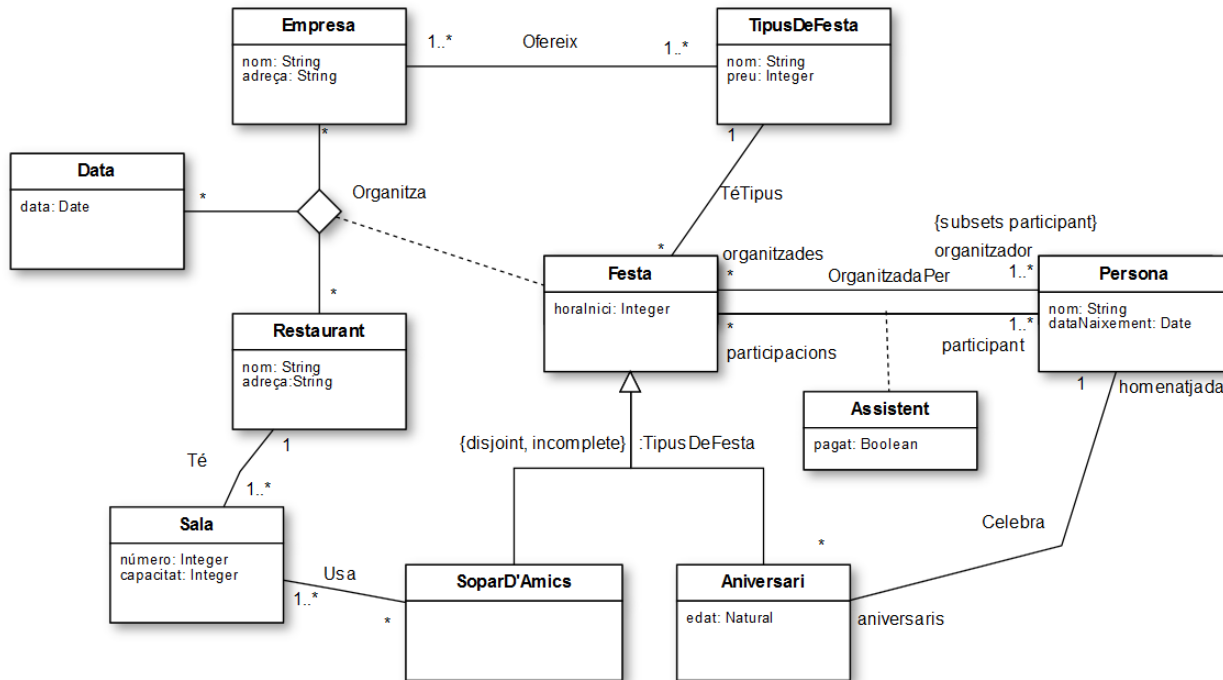 Empresa
nom: String
adreça: String
1..*
Ofereix
1..*
TipusDeFesta
nom: String
preu: Integer
*
1
Data
data: Date
*
Organitza
TéTipus
*
*
organitzades
{subsets participant}
organitzador
Festa
horaInici: Integer
*
OrganitzadaPer
1..*
*
participacions
1..*
participant
Persona
nom: String
dataNaixement: Date
Restaurant
nom: String
adreça:String
1
homenatjada
Assistent
pagat: Boolean
{disjoint, incomplete}
:TipusDeFesta
1
Té
1..*
Sala
número: Integer
capacitat: Integer
Usa
1..*
*
SoparD'Amics
Celebra
*
Aniversari
edat: Natural
aniversaris